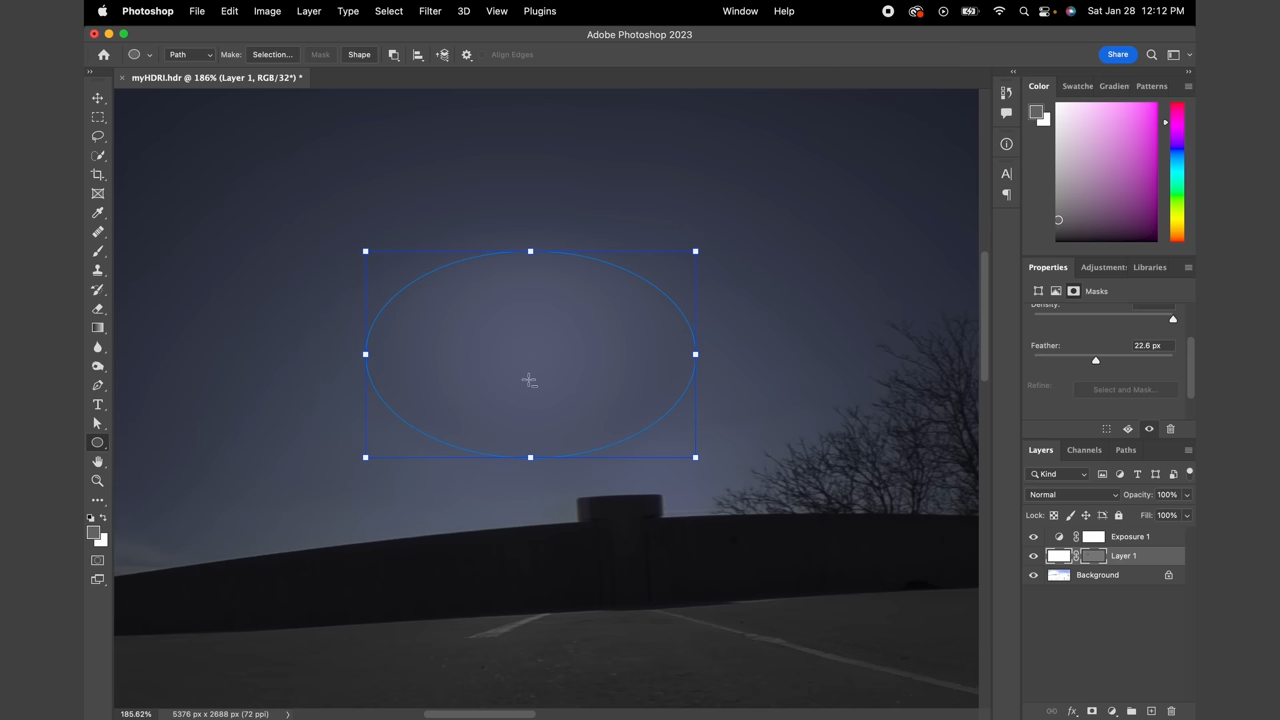 Photoshop File Edit Image Layer Type Select Filter 3D View Plugins Window Help Sat Jan 28 12:12 PM
Adobe Photoshop 2023
Path Make: Selection... Mask Shape Align Edges Share
× myHDRI.hdr @ 186% (Layer 1, RGB/32*) *
Color Swatche Gradien Patterns
Properties Adjustment: Libraries
Masks
Density:
Feather: 22.6 px
Refine: Select and Mask...
Layers Channels Paths
Kind
Normal Opacity: 100%
Lock: Fill: 100%
Exposure 1
Layer 1
Background
185.62% 5376 px x 2688 px (72 ppi)